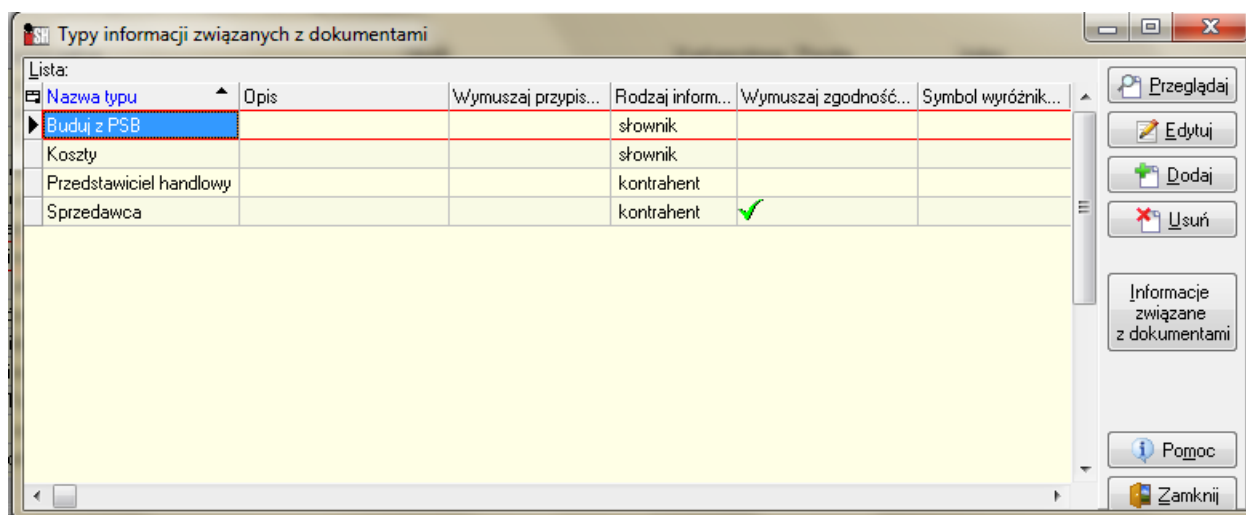 Typy informacji związanych z dokumentami
Lista:
Nazwa typu Opis Wymuszaj przypis... Rodzaj inform... Wymuszaj zgodność... Symbol wyróżnik...
Buduj z PSB słownik
Koszty słownik
Przedstawiciel handlowy kontrahent
Sprzedawca kontrahent
Przeglądaj
Edytuj
Dodaj
Usuń
Informacje
związane
z dokumentami
Pomoc
Zamknij